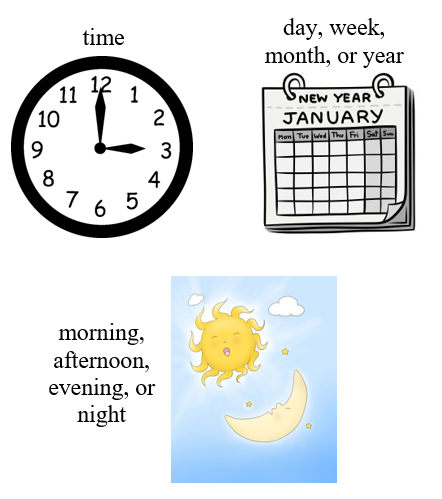 time
12
1
2
3
4
5
6
7
8
9
10
11
day, week,
month, or year
NEW YEAR
JANUARY
Mon Tue Wed Thu Fri Sat Sun
morning,
afternoon,
evening, or
night